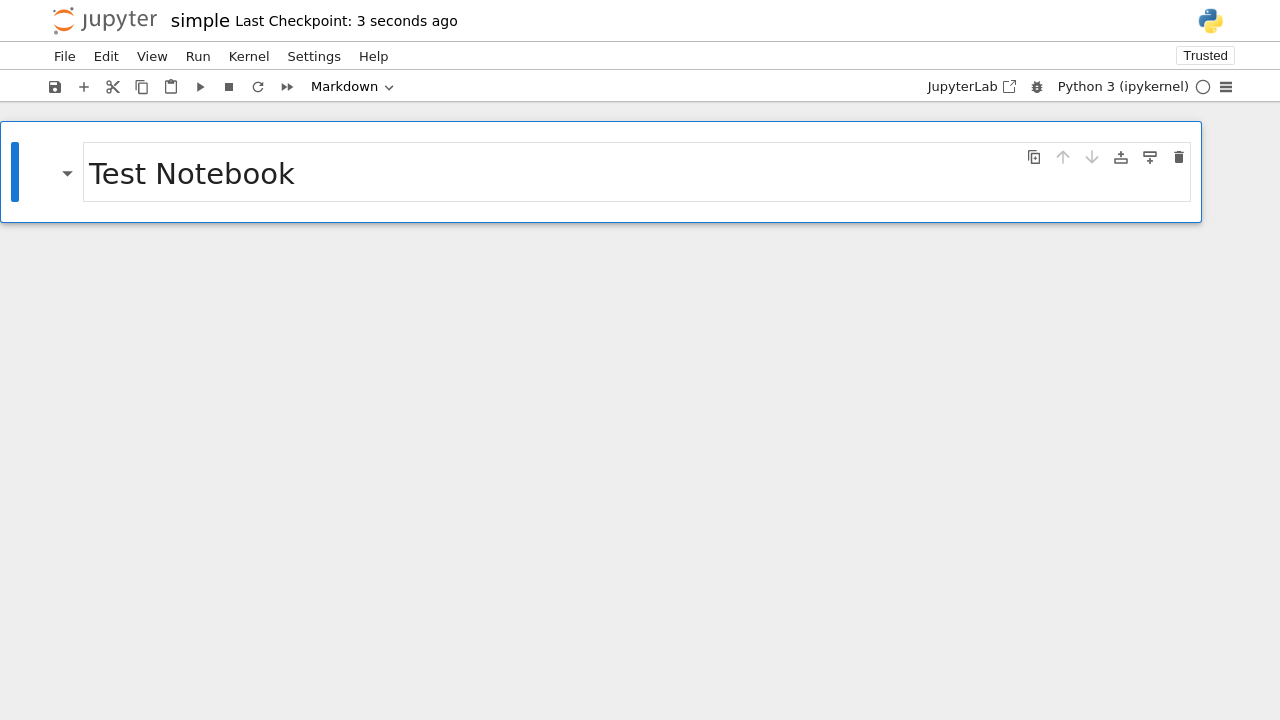 jupyter simple Last Checkpoint: 3 seconds ago
File Edit View Run Kernel Settings Help Trusted
Markdown JupyterLab Python 3 (ipykernel)
Test Notebook